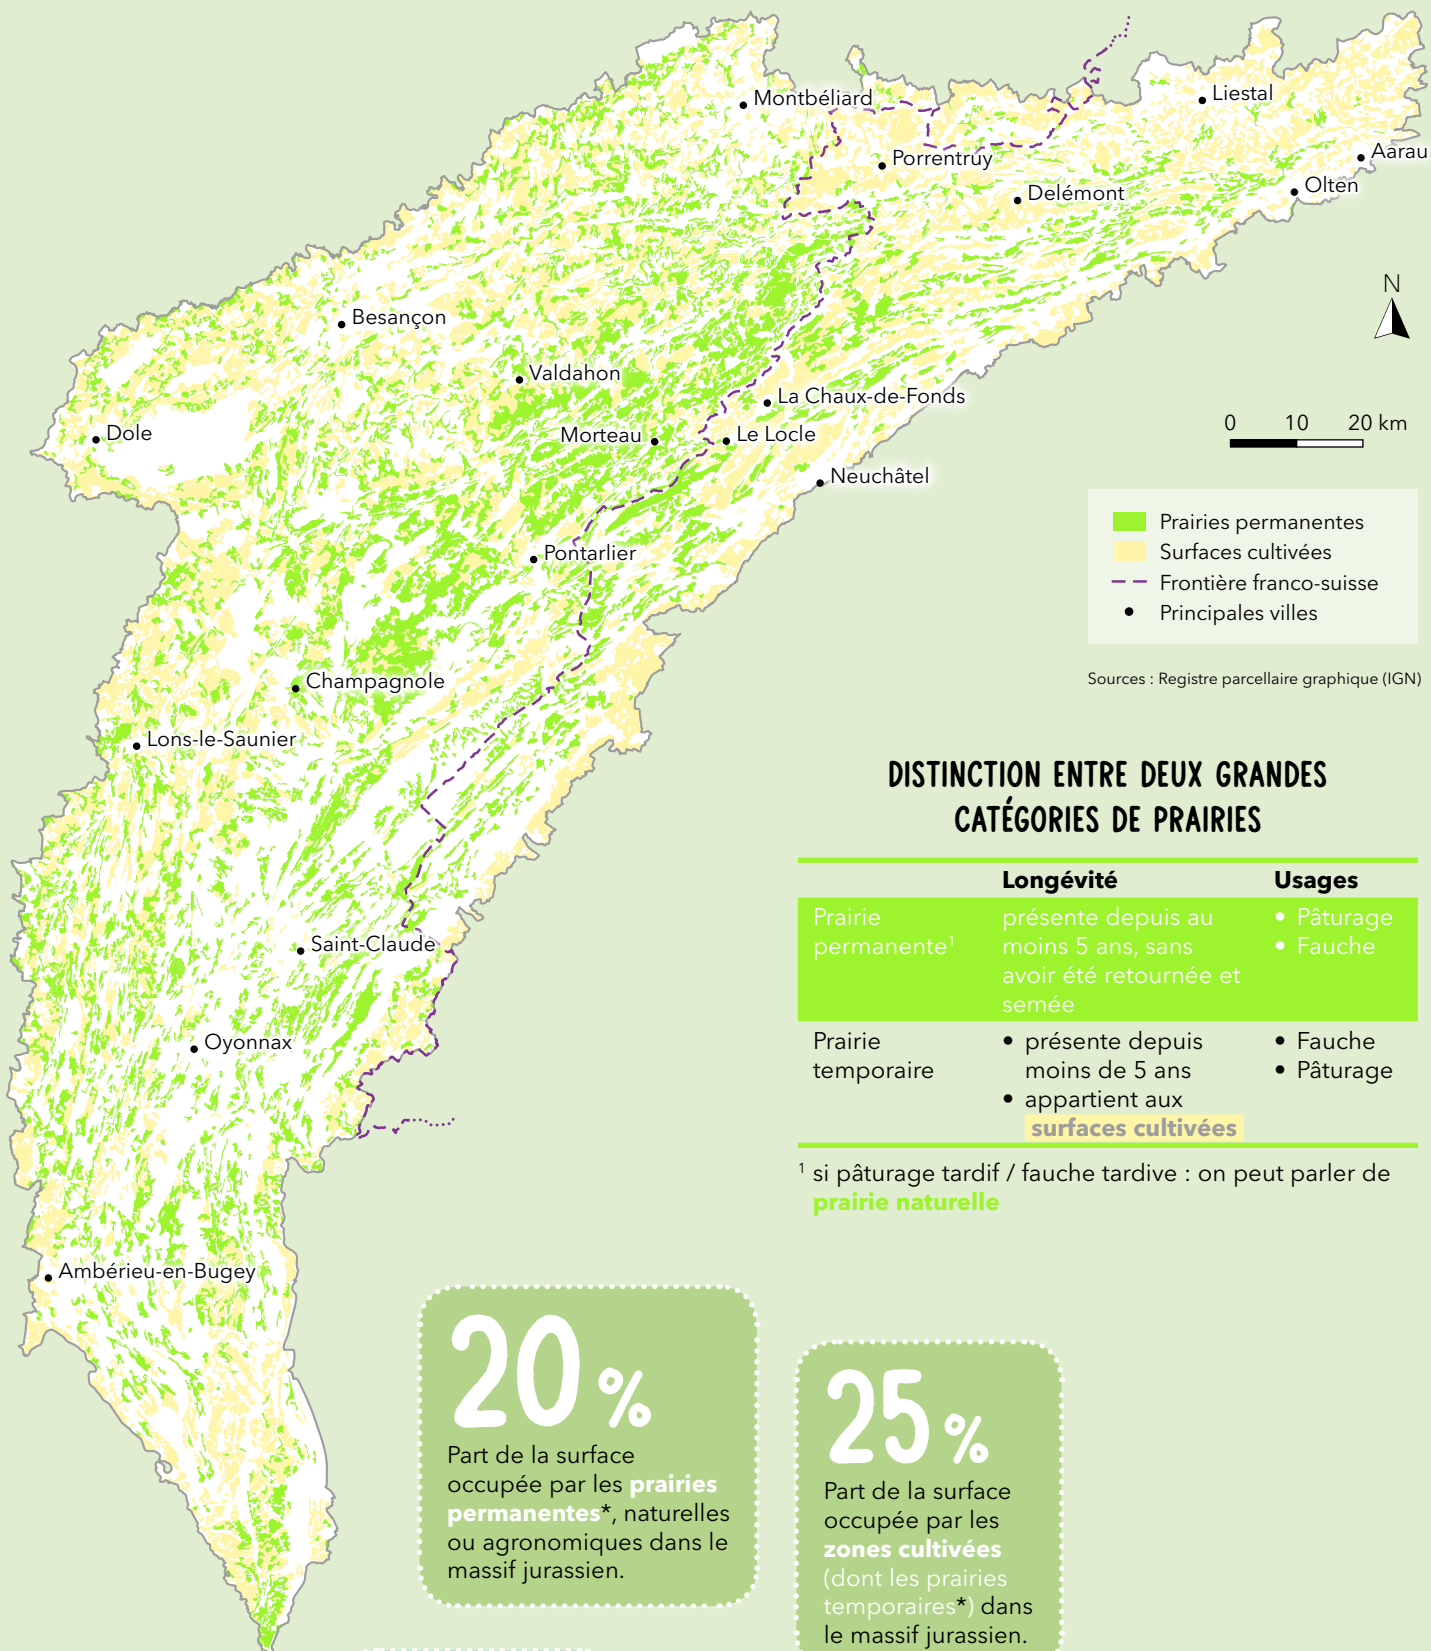 Montbéliard
Liestal
Porrentruy
Aarau
Delémont
Olten
N
Besançon
Valdahon
La Chaux-de-Fonds
Dole
Morteau
Le Locle
0 10 20 km
Neuchâtel
Prairies permanentes
Surfaces cultivées
Frontière franco-suisse
Principales villes
Pontarlier
Sources : Registre parcellaire graphique (IGN)
Champagnole
Lons-le-Saunier
DISTINCTION ENTRE DEUX GRANDES
CATÉGORIES DE PRAIRIES
Longévité Usages
Prairie présente depuis au • Pâturage
permanente¹ moins 5 ans, sans • Fauche
avoir été retournée et
semée
Prairie • présente depuis • Fauche
temporaire moins de 5 ans • Pâturage
• appartient aux
surfaces cultivées
¹ si pâturage tardif / fauche tardive : on peut parler de
prairie naturelle
Saint-Claude
Oyonnax
Ambérieu-en-Bugey
20 %
Part de la surface
occupée par les prairies
permanentes*, naturelles
ou agronomiques dans le
massif jurassien.
25 %
Part de la surface
occupée par les
zones cultivées
(dont les prairies
temporaires*) dans
le massif jurassien.